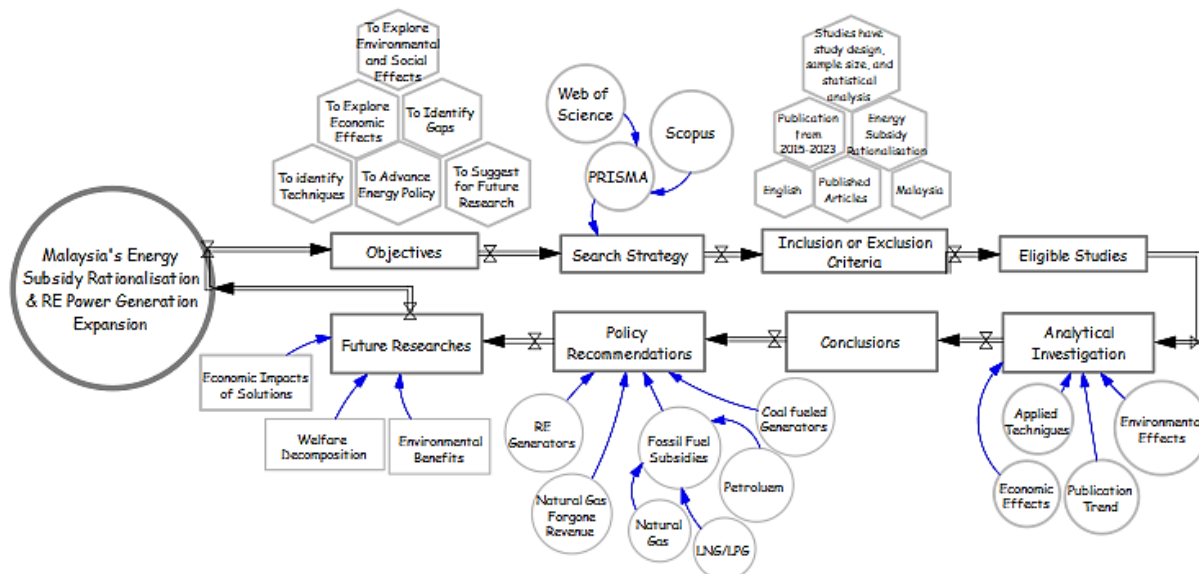 To Explore
Environmental
and Social
Effects
To Explore
Economic
Effects
To Identify
Gaps
To identify
Techniques
To Advance
Energy Policy
To Suggest
for Future
Research
Web of
Science
Scopus
PRISMA
Studies have
study design,
sample size, and
statistical
analysis
Publication
from
2015-2023
Energy
Subsidy
Rationalisation
English
Published
Articles
Malaysia
Malaysia's Energy
Subsidy Rationalisation
& RE Power Generation
Expansion
Objectives
Search Strategy
Inclusion or Exclusion
Criteria
Eligible Studies
Future Researches
Policy
Recommendations
Conclusions
Analytical
Investigation
Economic Impacts
of Solutions
Welfare
Decomposition
Environmental
Benefits
RE
Generators
Natural Gas
Forgone
Revenue
Fossil Fuel
Subsidies
Natural
Gas
LNG/LPG
Petroluem
Coal fueled
Generators
Applied
Techniques
Environmental
Effects
Economic
Effects
Publication
Trend